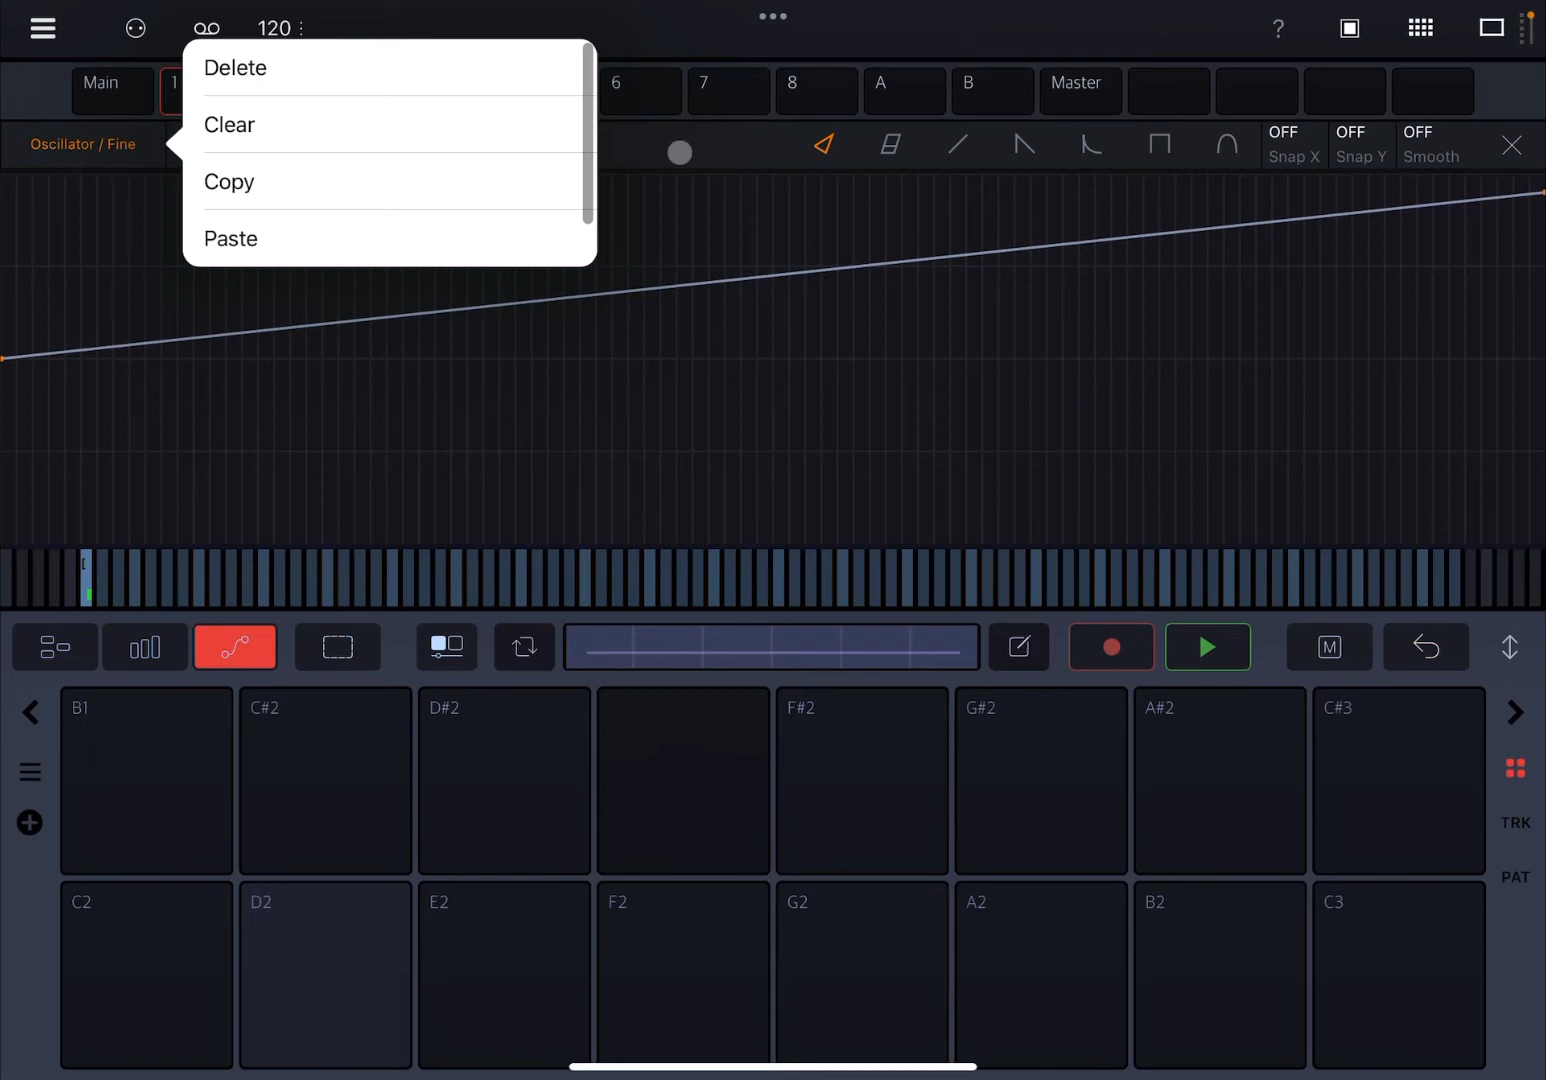 120
?
Delete
Clear
Copy
Paste
Main
1
6
7
8
A
B
Master
Oscillator / Fine
OFF
Snap X
OFF
Snap Y
OFF
Smooth
[
M
B1
C#2
D#2
F#2
G#2
A#2
C#3
C2
D2
E2
F2
G2
A2
B2
C3
TRK
PAT